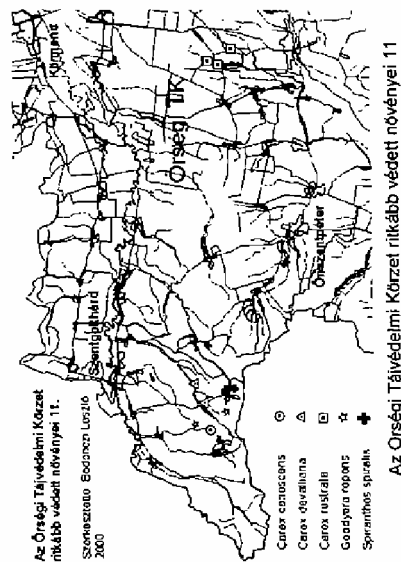 Az Őrségi Tájvédelmi Körzet
ritkább védett növényei 11.
Szerkesztette Bodonczi László
2000
Szentgotthárd
Körmend
Őrségi TK
Őriszentpéter
Carex canescens
Carex davalliana
Carex rostrata
Goodyera repens
Spiranthes spiralis
Az Őrségi Tájvédelmi Körzet ritkább védett növényei 11